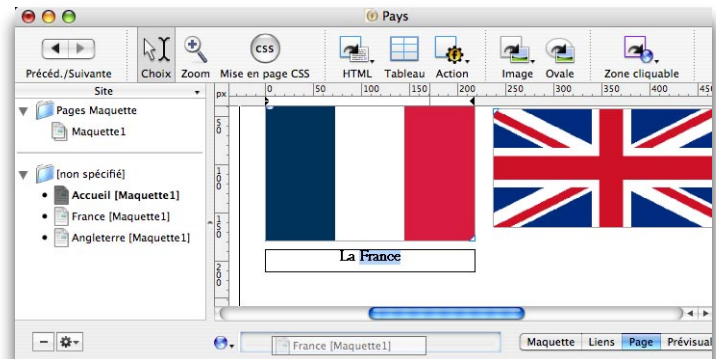 Pays
css
Précéd./Suivante Choix Zoom Mise en page CSS HTML Tableau Action Image Ovale Zone cliquable
Site
px 0 50 100 150 200 250 300 350 400 45
Pages Maquette
Maquette1
[non spécifié]
Accueil [Maquette1]
France [Maquette1]
Angleterre [Maquette1]
50
100
150
200
La France
France [Maquette1]
Maquette Liens Page Prévisual